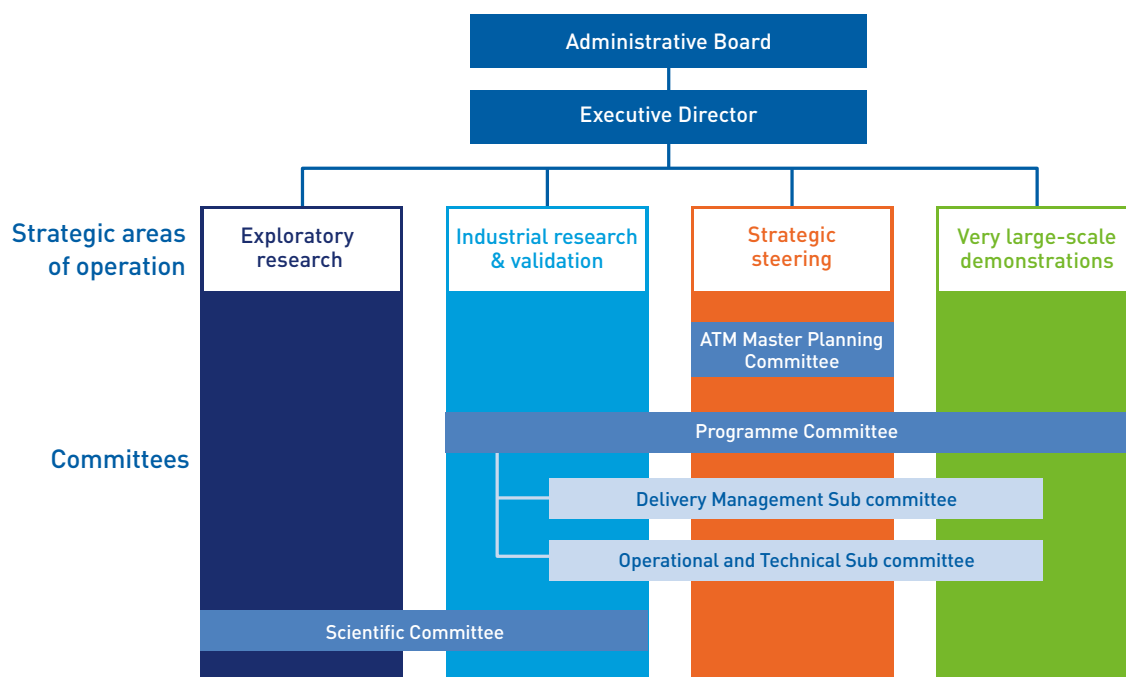 Administrative Board
Executive Director
Strategic areas
of operation
Exploratory
research
Industrial research
& validation
Strategic
steering
Very large-scale
demonstrations
ATM Master Planning
Committee
Programme Committee
Committees
Delivery Management Sub committee
Operational and Technical Sub committee
Scientific Committee